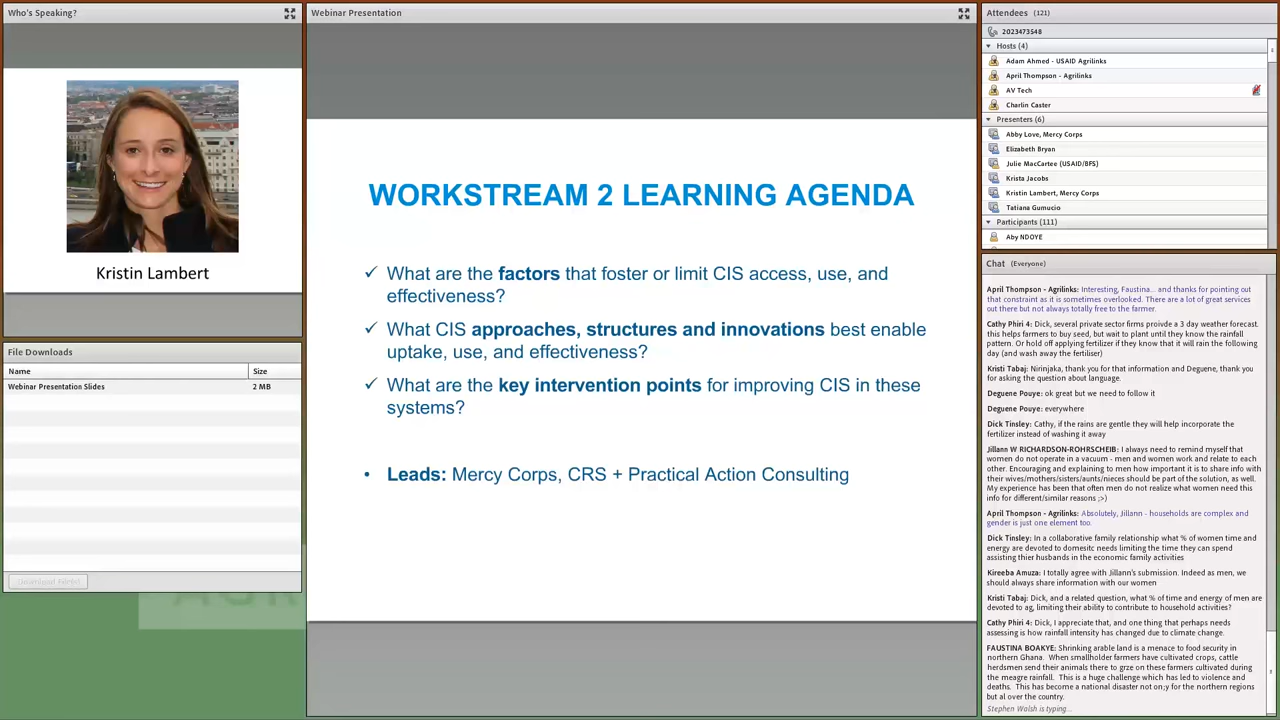 Who's Speaking?
Kristin Lambert
File Downloads
Name Size
Webinar Presentation Slides 2 MB
Download File(s)
Webinar Presentation
WORKSTREAM 2 LEARNING AGENDA
✓ What are the factors that foster or limit CIS access, use, and
effectiveness?
✓ What CIS approaches, structures and innovations best enable
uptake, use, and effectiveness?
✓ What are the key intervention points for improving CIS in these
systems?
• Leads: Mercy Corps, CRS + Practical Action Consulting
Attendees (121)
2023473548
Hosts (4)
Adam Ahmed - USAID Agrilinks
April Thompson - Agrilinks
AV Tech
Charlin Caster
Presenters (6)
Abby Love, Mercy Corps
Elizabeth Bryan
Julie MacCartee (USAID/BFS)
Krista Jacobs
Kristin Lambert, Mercy Corps
Tatiana Gumucio
Participants (111)
Aby NDOYE
Chat (Everyone)
April Thompson - Agrilinks: Interesting, Faustina... and thanks for pointing out
that constraint as it is sometimes overlooked. There are a lot of great services
out there but not always totally free to the farmer.
Cathy Phiri 4: Dick, several private sector firms proivde a 3 day weather forecast.
this helps farmers to buy seed, but wait to plant until they know the rainfall
pattern. Or hold off applying fertilizer if they know that it will rain the following
day (and wash away the fertiliser)
Kristi Tabaj: Nirinjaka, thank you for that information and Deguene, thank you
for asking the question about language.
Deguene Pouye: ok great but we need to follow it
Deguene Pouye: everywhere
Dick Tinsley: Cathy, if the rains are gentle they will help incorporate the
fertilizer instead of washing it away
Jillann W RICHARDSON-ROHRSCHEIB: I always need to remind myself that
women do not operate in a vacuum - men and women work and relate to each
other. Encouraging and explaining to men how important it is to share info with
their wives/mothers/sisters/aunts/nieces should be part of the solution, as well.
My experience has been that often men do not realize what women need this
info for different/similar reasons ;>)
April Thompson - Agrilinks: Absolutely, Jillann - households are complex and
gender is just one element too.
Dick Tinsley: In a collaborative family relationship what % of women time and
energy are devoted to domesitc needs limiting the time they can spend
assisting thier husbands in the economic family activities
Kireeba Amuza: I totally agree with Jillann's submission. Indeed as men, we
should always share information with our women
Kristi Tabaj: Dick, and a related question, what % of time and energy of men are
devoted to ag, limiting their ability to contribute to household activities?
Cathy Phiri 4: Dick, I appreciate that, and one thing that perhaps needs
assessing is how rainfall intensity has changed due to climate change.
FAUSTINA BOAKYE: Shrinking arable land is a menace to food security in
northern Ghana. When smallholder farmers have cultivated crops, cattle
herdsmen send their animals there to grze on these farmers cultivated during
the meagre rainfall. This is a huge challenge which has led to violence and
deaths. This has become a national disaster not on;y for the northern regions
but al over the country.
Stephen Walsh is typing...